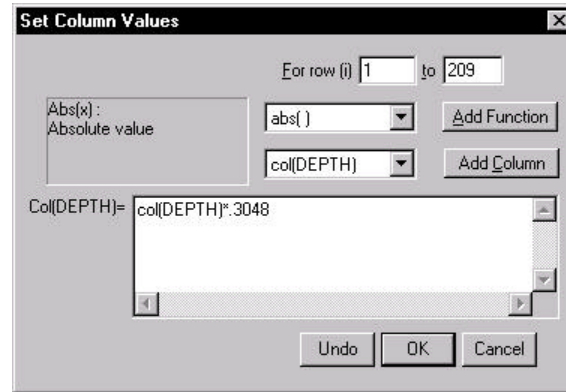 Set Column Values
For row (i) 1 to 209
Abs(x) :
Absolute value
abs( )
Add Function
col(DEPTH)
Add Column
Col(DEPTH)=
col(DEPTH)*.3048
Undo
OK
Cancel